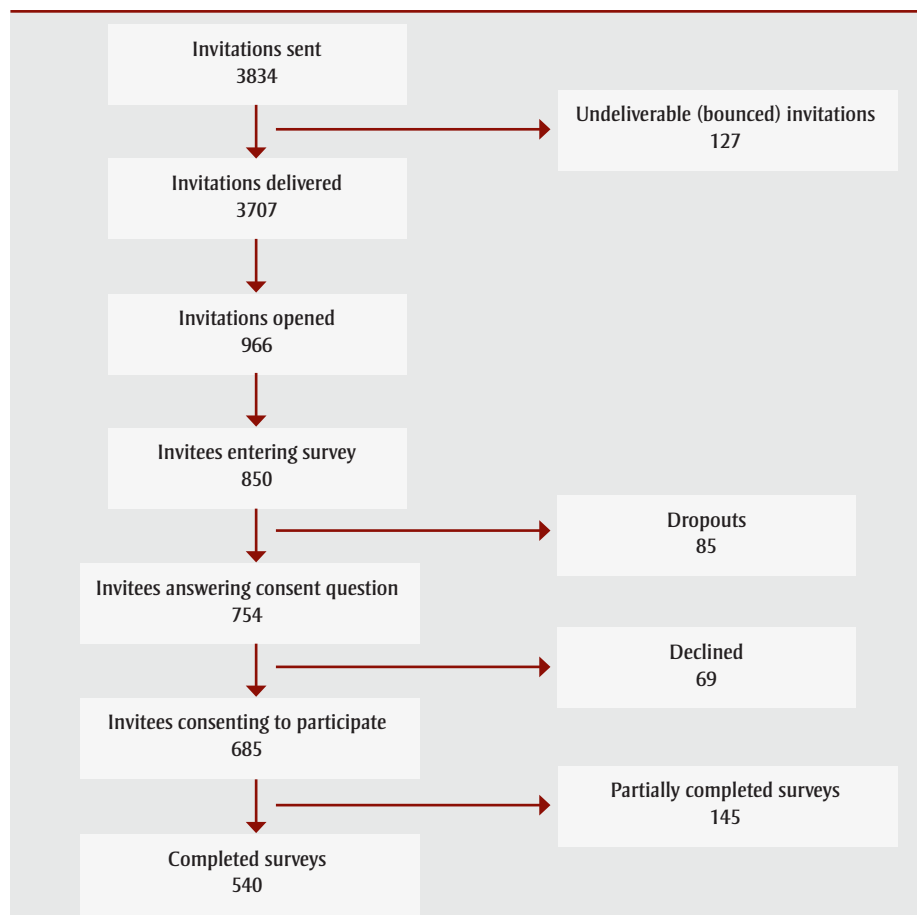 Invitations sent
3834
Undeliverable (bounced) invitations
127
Invitations delivered
3707
Invitations opened
966
Invitees entering survey
850
Dropouts
85
Invitees answering consent question
754
Declined
69
Invitees consenting to participate
685
Partially completed surveys
145
Completed surveys
540